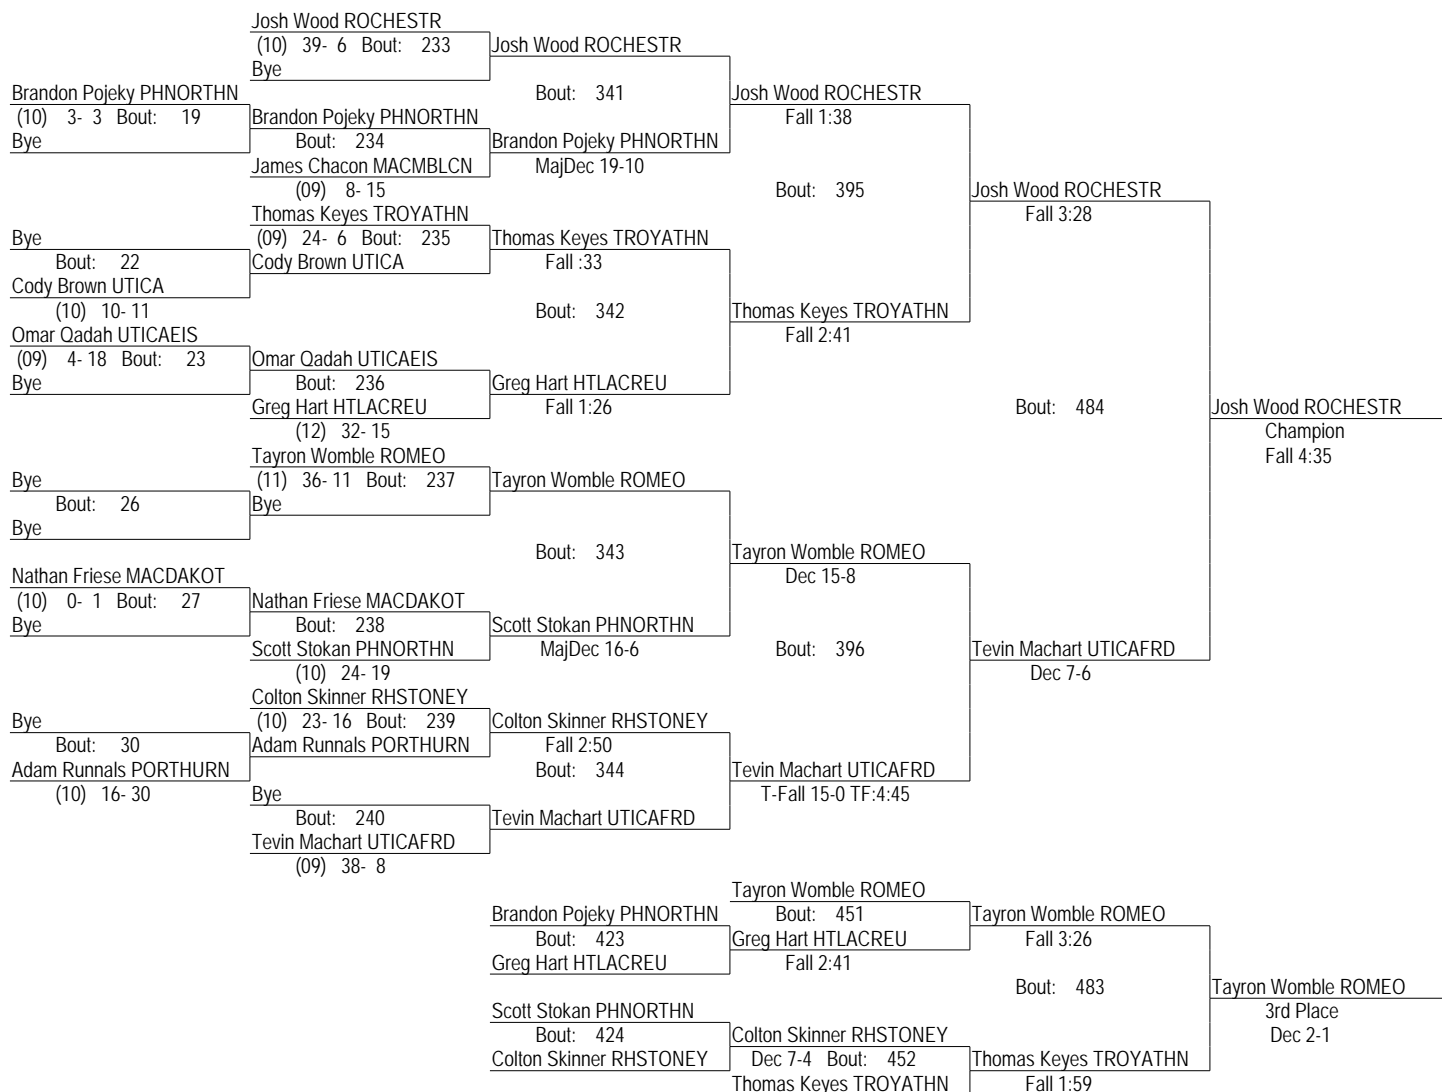 Josh Wood ROCHESTR
(10) 39- 6 Bout: 233
Bye
Josh Wood ROCHESTR
Brandon Pojeky PHNORTHN
(10) 3- 3 Bout: 19
Bye
Brandon Pojeky PHNORTHN
Bout: 234
James Chacon MACMBLCN
(09) 8- 15
Bout: 341
Brandon Pojeky PHNORTHN
MajDec 19-10
Josh Wood ROCHESTR
Fall 1:38
Thomas Keyes TROYATHN
(09) 24- 6 Bout: 235
Cody Brown UTICA
Bye
Bout: 22
Cody Brown UTICA
(10) 10- 11
Thomas Keyes TROYATHN
Fall :33
Bout: 342
Omar Qadah UTICAEIS
(09) 4- 18 Bout: 23
Bye
Omar Qadah UTICAEIS
Bout: 236
Greg Hart HTLACREU
(12) 32- 15
Greg Hart HTLACREU
Fall 1:26
Thomas Keyes TROYATHN
Fall 2:41
Bout: 395
Josh Wood ROCHESTR
Fall 3:28
Tayron Womble ROMEO
(11) 36- 11 Bout: 237
Bye
Bye
Bout: 26
Bye
Tayron Womble ROMEO
Bout: 343
Nathan Friese MACDAKOT
(10) 0- 1 Bout: 27
Bye
Nathan Friese MACDAKOT
Bout: 238
Scott Stokan PHNORTHN
(10) 24- 19
Scott Stokan PHNORTHN
MajDec 16-6
Tayron Womble ROMEO
Dec 15-8
Bout: 396
Colton Skinner RHSTONEY
(10) 23- 16 Bout: 239
Adam Runnals PORTHURN
Bye
Bout: 30
Adam Runnals PORTHURN
(10) 16- 30
Colton Skinner RHSTONEY
Fall 2:50
Bout: 344
Bye
Bout: 240
Tevin Machart UTICAFRD
(09) 38- 8
Tevin Machart UTICAFRD
Tevin Machart UTICAFRD
T-Fall 15-0 TF:4:45
Tevin Machart UTICAFRD
Dec 7-6
Bout: 484
Josh Wood ROCHESTR
Champion
Fall 4:35
Tayron Womble ROMEO
Bout: 451
Greg Hart HTLACREU
Fall 2:41
Brandon Pojeky PHNORTHN
Bout: 423
Greg Hart HTLACREU
Tayron Womble ROMEO
Fall 3:26
Bout: 483
Tayron Womble ROMEO
3rd Place
Dec 2-1
Scott Stokan PHNORTHN
Bout: 424
Colton Skinner RHSTONEY
Colton Skinner RHSTONEY
Dec 7-4 Bout: 452
Thomas Keyes TROYATHN
Thomas Keyes TROYATHN
Fall 1:59